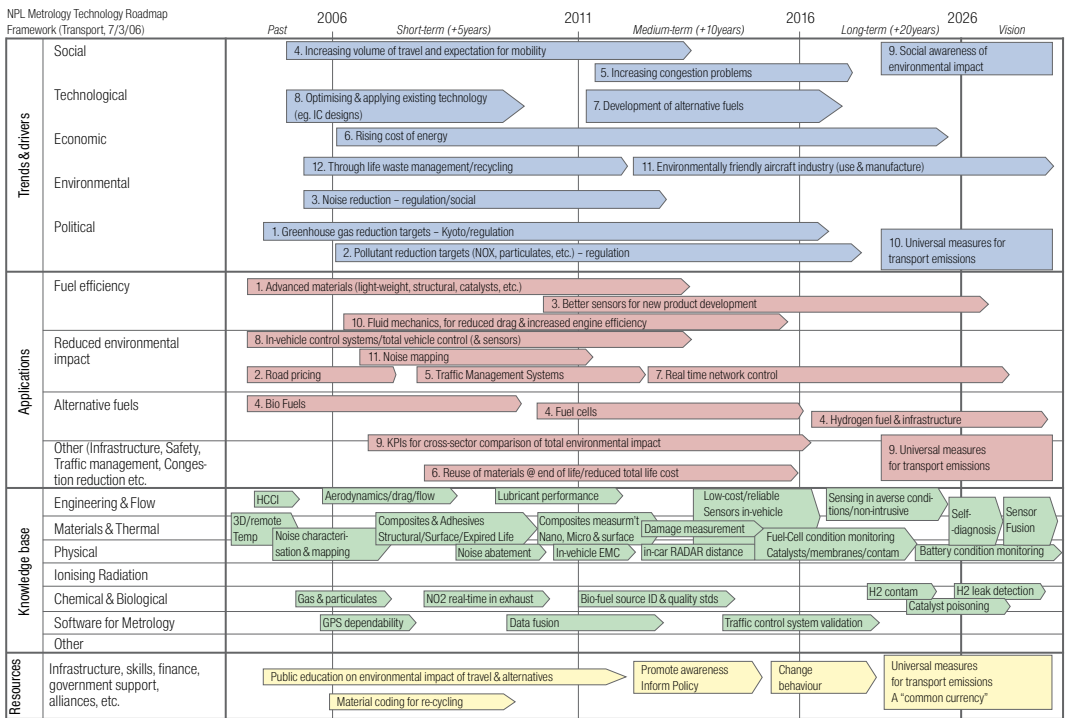 NPL Metrology Technology Roadmap
Framework (Transport, 7/3/06)
2006
2011
2016
2026
Past
Short-term (+5years)
Medium-term (+10years)
Long-term (+20years)
Vision
Trends & drivers
Social
4. Increasing volume of travel and expectation for mobility
5. Increasing congestion problems
9. Social awareness of
environmental impact
Technological
8. Optimising & applying existing technology
(eg. IC designs)
7. Development of alternative fuels
Economic
6. Rising cost of energy
12. Through life waste management/recycling
11. Environmentally friendly aircraft industry (use & manufacture)
Environmental
3. Noise reduction – regulation/social
Political
1. Greenhouse gas reduction targets – Kyoto/regulation
2. Pollutant reduction targets (NOX, particulates, etc.) – regulation
10. Universal measures for
transport emissions
Applications
Fuel efficiency
1. Advanced materials (light-weight, structural, catalysts, etc.)
3. Better sensors for new product development
10. Fluid mechanics, for reduced drag & increased engine efficiency
Reduced environmental
impact
8. In-vehicle control systems/total vehicle control (& sensors)
11. Noise mapping
2. Road pricing
5. Traffic Management Systems
7. Real time network control
Alternative fuels
4. Bio Fuels
4. Fuel cells
4. Hydrogen fuel & infrastructure
Other (Infrastructure, Safety,
Traffic management, Conges-
tion reduction etc.
9. KPIs for cross-sector comparison of total environmental impact
6. Reuse of materials @ end of life/reduced total life cost
9. Universal measures
for transport emissions
Knowledge base
Engineering & Flow
HCCI
Aerodynamics/drag/flow
Lubricant performance
Low-cost/reliable
Sensors in-vehicle
Sensing in averse condi-
tions/non-intrusive
Self-
-diagnosis
Sensor
Fusion
Materials & Thermal
3D/remote
Temp
Noise characteri-
sation & mapping
Composites & Adhesives
Structural/Surface/Expired Life
Composites measurm't
Nano, Micro & surface
Damage measurement
Fuel-Cell condition monitoring
Catalysts/membranes/contam
Physical
Noise abatement
In-vehicle EMC
in-car RADAR distance
Battery condition monitoring
Ionising Radiation
Chemical & Biological
Gas & particulates
NO2 real-time in exhaust
Bio-fuel source ID & quality stds
H2 contam
H2 leak detection
Catalyst poisoning
Software for Metrology
GPS dependability
Data fusion
Traffic control system validation
Other
Resources
Infrastructure, skills, finance,
government support,
alliances, etc.
Public education on environmental impact of travel & alternatives
Material coding for re-cycling
Promote awareness
Inform Policy
Change
behaviour
Universal measures
for transport emissions
A “common currency”